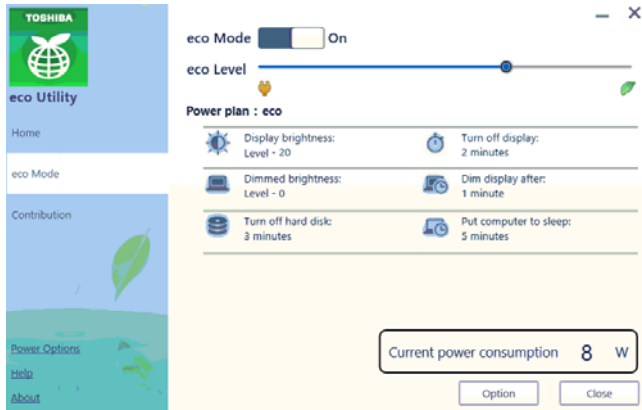 TOSHIBA
eco Utility
Home
eco Mode
Contribution
Power Options
Help
About
eco Mode On
eco Level
Power plan : eco
Display brightness:
Level - 20
Turn off display:
2 minutes
Dimmed brightness:
Level - 0
Dim display after:
1 minute
Turn off hard disk:
3 minutes
Put computer to sleep:
5 minutes
Current power consumption 8 W
Option
Close